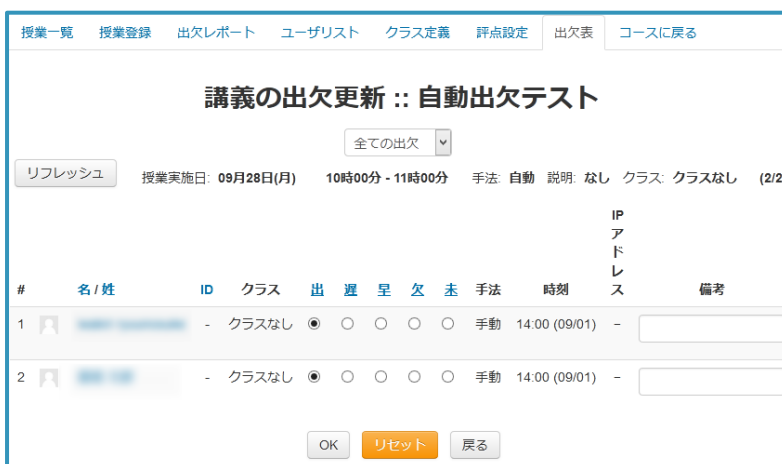 授業一覧 授業登録 出欠レポート ユーザリスト クラス定義 評点設定 出欠表 コースに戻る
講義の出欠更新 :: 自動出欠テスト
全ての出欠
リフレッシュ 授業実施日: 09月28日(月) 10時00分 - 11時00分 手法: 自動 説明: なし クラス: クラスなし (2/2
# 名 / 姓 ID クラス 出 遅 早 欠 未 手法 時刻 IPアドレス 備考
1 - クラスなし 手動 14:00 (09/01) −
2 - クラスなし 手動 14:00 (09/01) −
OK リセット 戻る